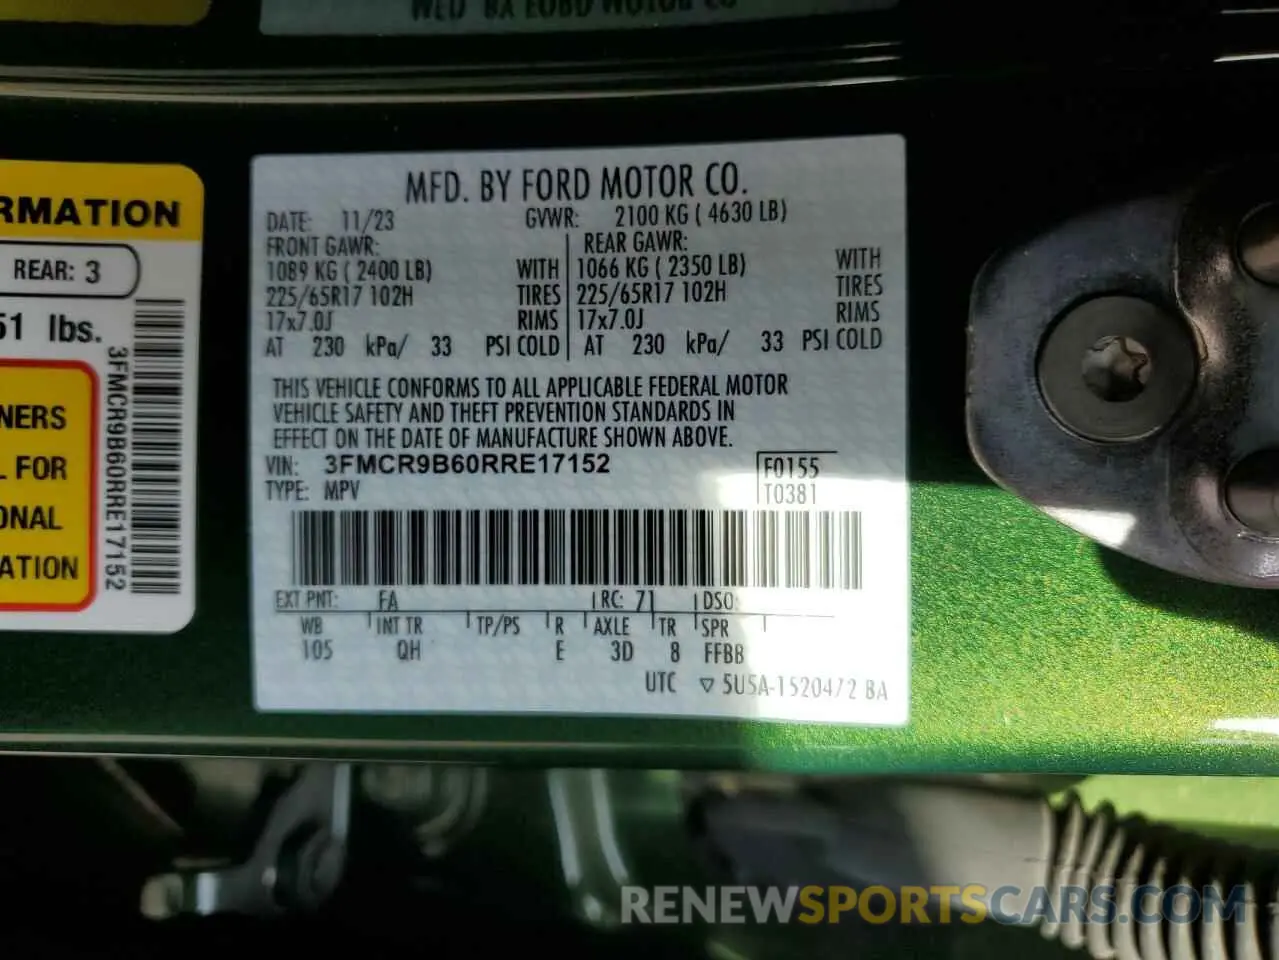 MFD. BY FORD MOTOR CO.
DATE: 11/23 GVWR: 2100 KG ( 4630 LB)
FRONT GAWR: REAR GAWR:
1089 KG ( 2400 LB) WITH 1066 KG ( 2350 LB) WITH
225/65R17 102H TIRES 225/65R17 102H TIRES
17x7.0J RIMS 17x7.0J RIMS
AT 230 kPa/ 33 PSI COLD AT 230 kPa/ 33 PSI COLD
THIS VEHICLE CONFORMS TO ALL APPLICABLE FEDERAL MOTOR
VEHICLE SAFETY AND THEFT PREVENTION STANDARDS IN
EFFECT ON THE DATE OF MANUFACTURE SHOWN ABOVE.
VIN: 3FMCR9B60RRE17152 F0155
TYPE: MPV T0381
EXT PNT: FA RC: 71 DSO:
WB INT TR TP/PS R AXLE TR SPR
105 QH E 3D 8 FFBB
UTC ▽ 5U5A-1520472 BA
RMATION
REAR: 3
51 lbs.
NERS
L FOR
ONAL
ATION
3FMCR9B60RRE17152
RENEWSPORTSCARS.COM